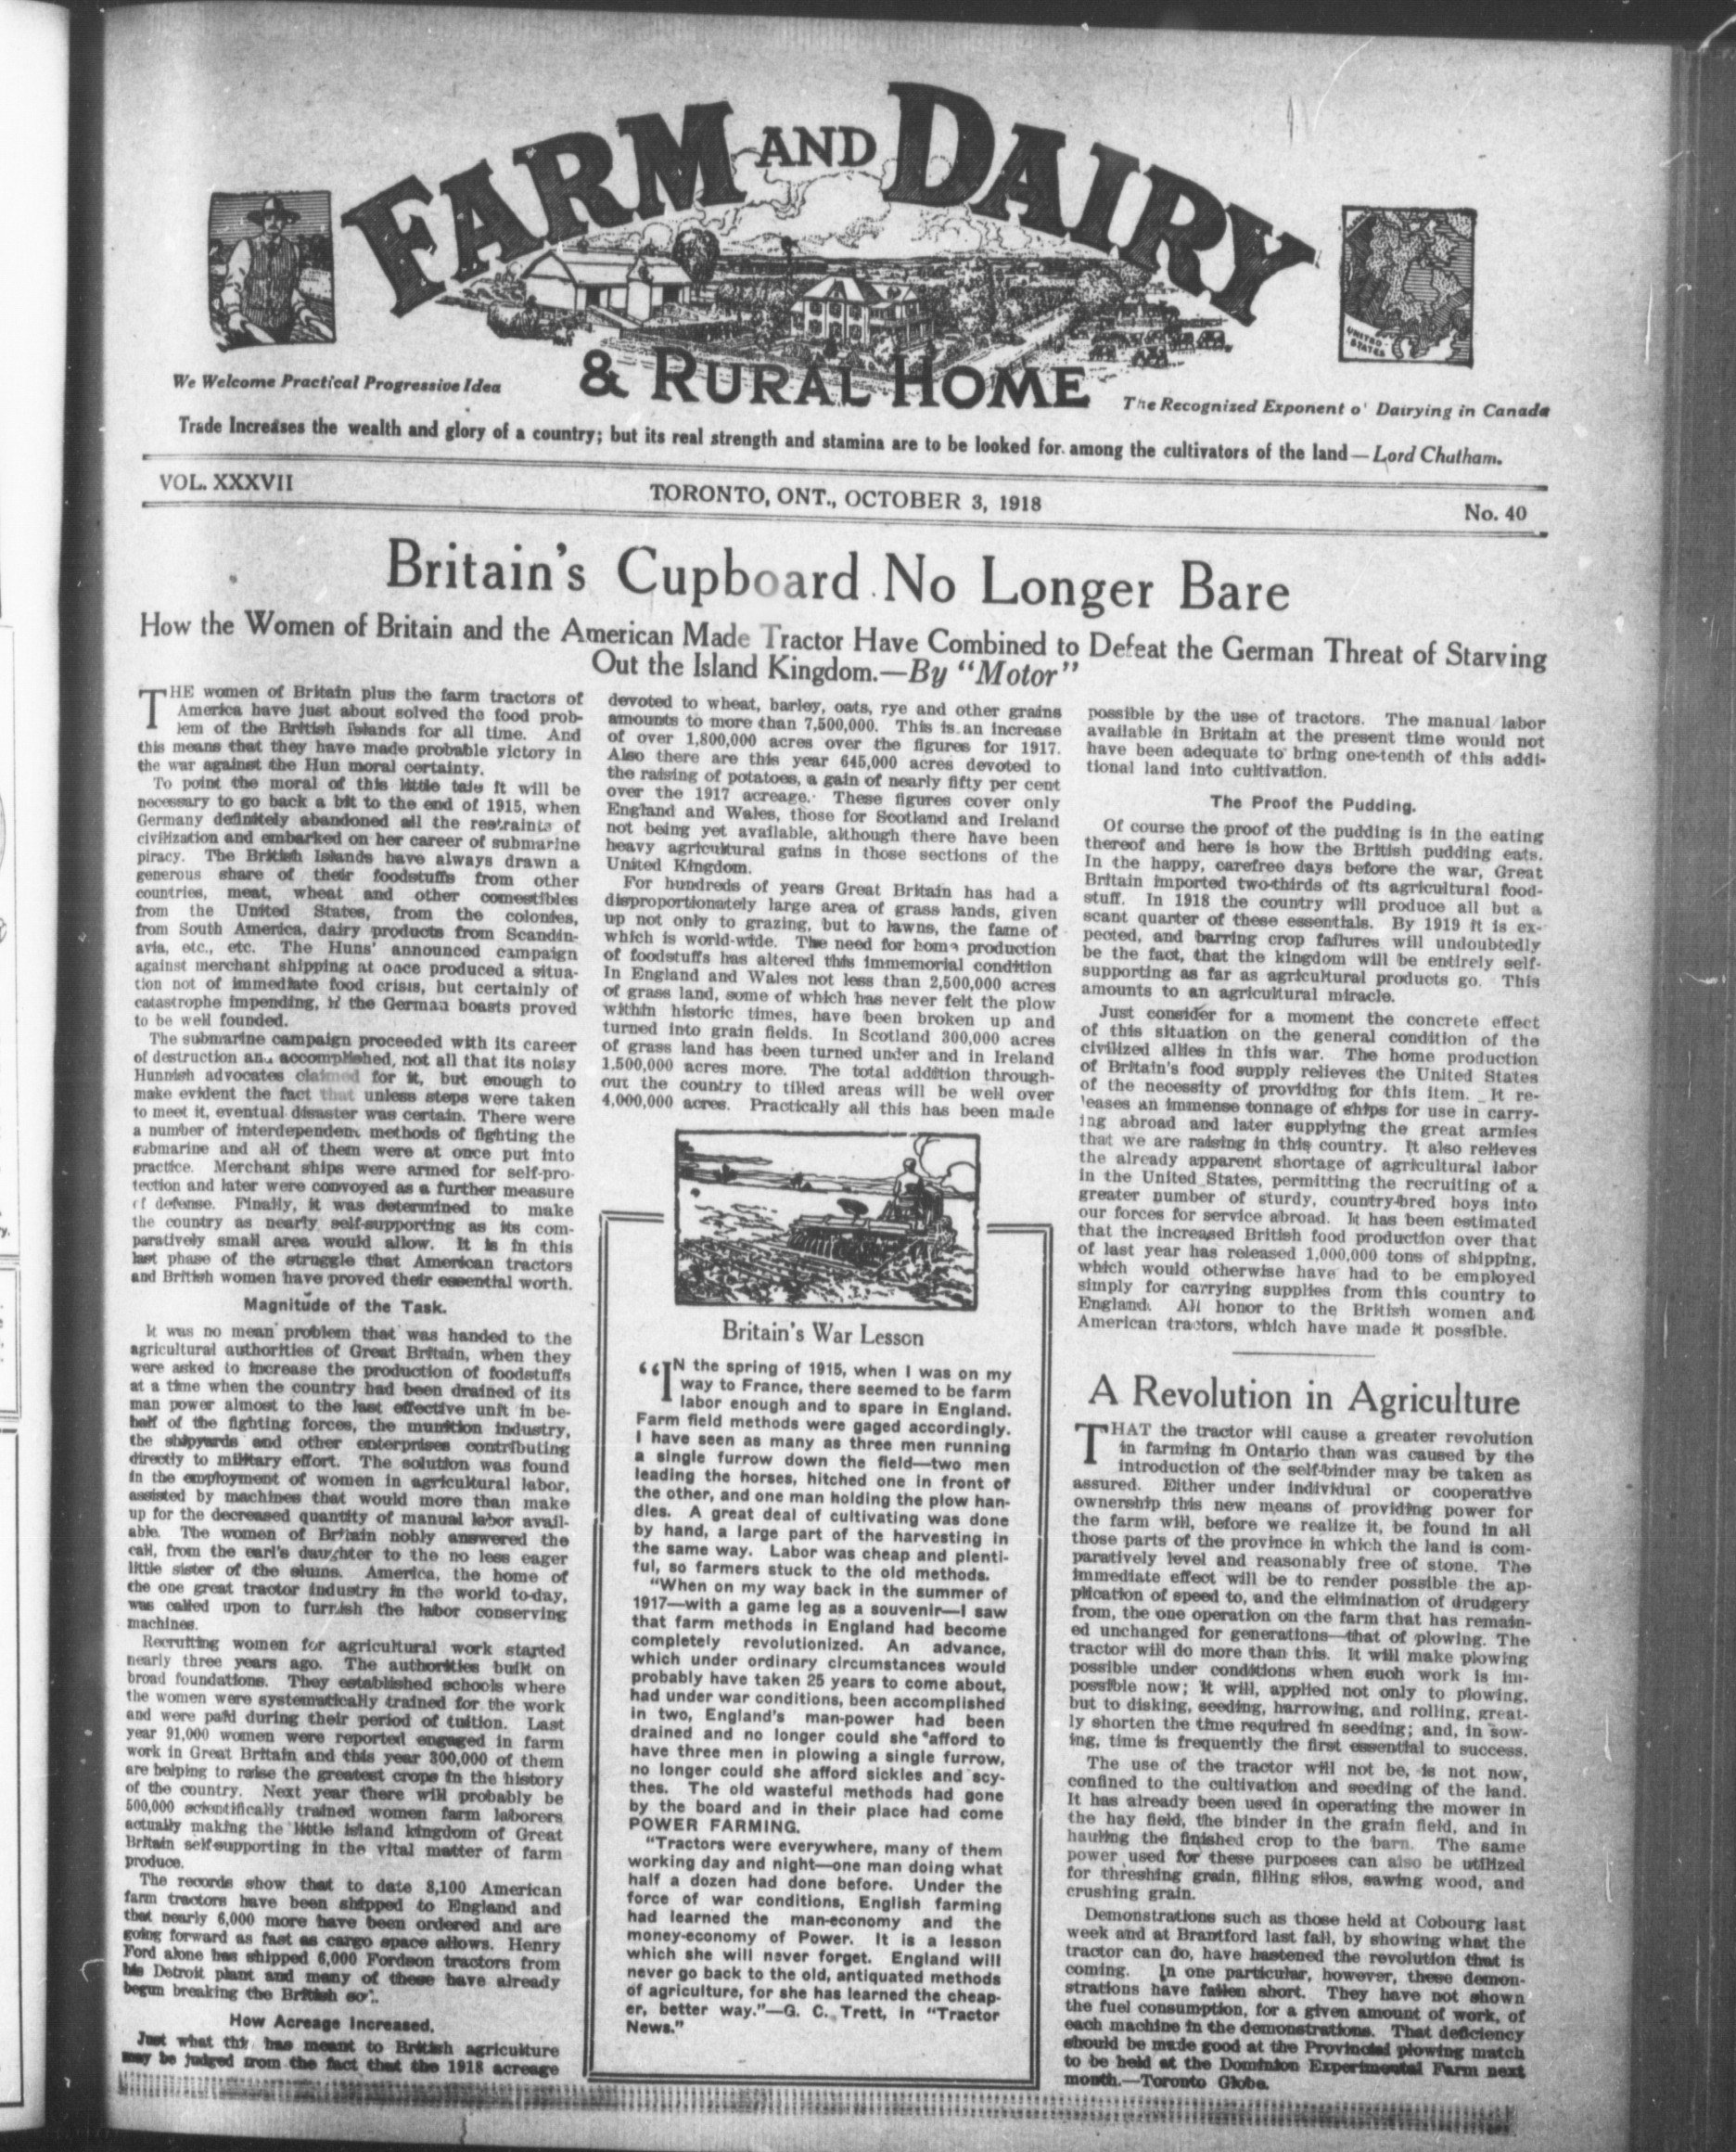 FARM AND DAIRY
& RURAL HOME
UNITED STATES
We Welcome Practical Progressive Idea
The Recognized Exponent o' Dairying in Canada
Trade Increases the wealth and glory of a country; but its real strength and stamina are to be looked for among the cultivators of the land—Lord Chatham.
VOL. XXXVII
TORONTO, ONT., OCTOBER 3, 1918
No. 40
Britain's Cupboard No Longer Bare
How the Women of Britain and the American Made Tractor Have Combined to Defeat the German Threat of Starving
Out the Island Kingdom.—By "Motor"
THE women of Britain plus the farm tractors of
America have just about solved the food prob-
lem of the British islands for all time. And
this means that they have made probable victory in
the war against the Hun moral certainty.
To point the moral of this little tale it will be
necessary to go back a bit to the end of 1915, when
Germany definitely abandoned all the restraints of
civilization and embarked on her career of submarine
piracy. The British Islands have always drawn a
generous share of their foodstuffs from other
countries, meat, wheat and other comestibles
from the United States, from the colonies,
from South America, dairy products from Scandin-
avia, etc., etc. The Huns' announced campaign
against merchant shipping at once produced a situa-
tion not of immediate food crisis, but certainly of
catastrophe impending, if the German boasts proved
to be well founded.
The submarine campaign proceeded with its career
of destruction and accomplished, not all that its noisy
Hunnish advocates claimed for it, but enough to
make evident the fact that unless steps were taken
to meet it, eventual disaster was certain. There were
a number of interdependent methods of fighting the
submarine and all of them were at once put into
practice. Merchant ships were armed for self-pro-
tection and later were convoyed as a further measure
of defense. Finally, it was determined to make
the country as nearly self-supporting as its com-
paratively small area would allow. It is in this
last phase of the struggle that American tractors
and British women have proved their essential worth.
Magnitude of the Task.
It was no mean problem that was handed to the
agricultural authorities of Great Britain, when they
were asked to increase the production of foodstuffs
at a time when the country had been drained of its
man power almost to the last effective unit in be-
half of the fighting forces, the munition industry,
the shipyards and other enterprises contributing
directly to military effort. The solution was found
in the employment of women in agricultural labor,
assisted by machines that would more than make
up for the decreased quantity of manual labor avail-
able. The women of Britain nobly answered the
call, from the earl's daughter to the no less eager
little sister of the slums. America, the home of
the one great tractor industry in the world to-day,
was called upon to furnish the labor conserving
machines.
Recruiting women for agricultural work started
nearly three years ago. The authorities built on
broad foundations. They established schools where
the women were systematically trained for the work
and were paid during their period of tuition. Last
year 91,000 women were reported engaged in farm
work in Great Britain and this year 300,000 of them
are helping to raise the greatest crops in the history
of the country. Next year there will probably be
500,000 scientifically trained women farm laborers
actually making the little island kingdom of Great
Britain self-supporting in the vital matter of farm
produce.
The records show that to date 8,100 American
farm tractors have been shipped to England and
that nearly 6,000 more have been ordered and are
going forward as fast as cargo space allows. Henry
Ford alone has shipped 6,000 Fordson tractors from
his Detroit plant and many of these have already
begun breaking the British so'.
How Acreage Increased.
Just what this has meant to British agriculture
may be judged from the fact that the 1918 acreage
devoted to wheat, barley, oats, rye and other grains
amounts to more than 7,500,000. This is an increase
of over 1,800,000 acres over the figures for 1917.
Also there are this year 645,000 acres devoted to
the raising of potatoes, a gain of nearly fifty per cent
over the 1917 acreage. These figures cover only
England and Wales, those for Scotland and Ireland
not being yet available, although there have been
heavy agricultural gains in those sections of the
United Kingdom.
For hundreds of years Great Britain has had a
disproportionately large area of grass lands, given
up not only to grazing, but to lawns, the fame of
which is world-wide. The need for home production
of foodstuffs has altered this immemorial condition
In England and Wales not less than 2,500,000 acres
of grass land, some of which has never felt the plow
within historic times, have been broken up and
turned into grain fields. In Scotland 300,000 acres
of grass land has been turned under and in Ireland
1,500,000 acres more. The total addition through-
out the country to tilled areas will be well over
4,000,000 acres. Practically all this has been made
Britain's War Lesson
"IN the spring of 1915, when I was on my
way to France, there seemed to be farm
labor enough and to spare in England.
Farm field methods were gaged accordingly.
I have seen as many as three men running
a single furrow down the field—two men
leading the horses, hitched one in front of
the other, and one man holding the plow han-
dles. A great deal of cultivating was done
by hand, a large part of the harvesting in
the same way. Labor was cheap and plenti-
ful, so farmers stuck to the old methods.
"When on my way back in the summer of
1917—with a game leg as a souvenir—I saw
that farm methods in England had become
completely revolutionized. An advance,
which under ordinary circumstances would
probably have taken 25 years to come about,
had under war conditions, been accomplished
in two, England's man-power had been
drained and no longer could she afford to
have three men in plowing a single furrow,
no longer could she afford sickles and scy-
thes. The old wasteful methods had gone
by the board and in their place had come
POWER FARMING.
"Tractors were everywhere, many of them
working day and night—one man doing what
half a dozen had done before. Under the
force of war conditions, English farming
had learned the man-economy and the
money-economy of Power. It is a lesson
which she will never forget. England will
never go back to the old, antiquated methods
of agriculture, for she has learned the cheap-
er, better way."—G. C. Trett, in "Tractor
News."
possible by the use of tractors. The manual labor
available in Britain at the present time would not
have been adequate to bring one-tenth of this addi-
tional land into cultivation.
The Proof the Pudding.
Of course the proof of the pudding is in the eating
thereof and here is how the British pudding eats.
In the happy, carefree days before the war, Great
Britain imported two-thirds of its agricultural food-
stuff. In 1918 the country will produce all but a
scant quarter of these essentials. By 1919 it is ex-
pected, and barring crop failures will undoubtedly
be the fact, that the kingdom will be entirely self-
supporting as far as agricultural products go. This
amounts to an agricultural miracle.
Just consider for a moment the concrete effect
of this situation on the general condition of the
civilized allies in this war. The home production
of Britain's food supply relieves the United States
of the necessity of providing for this item. It re-
leases an immense tonnage of ships for use in carry-
ing abroad and later supplying the great armies
that we are raising in this country. It also relieves
the already apparent shortage of agricultural labor
in the United States, permitting the recruiting of a
greater number of sturdy, country-bred boys into
our forces for service abroad. It has been estimated
that the increased British food production over that
of last year has released 1,000,000 tons of shipping,
which would otherwise have had to be employed
simply for carrying supplies from this country to
England. All honor to the British women and
American tractors, which have made it possible.
A Revolution in Agriculture
THAT the tractor will cause a greater revolution
in farming in Ontario than was caused by the
introduction of the self-binder may be taken as
assured. Either under individual or cooperative
ownership this new means of providing power for
the farm will, before we realize it, be found in all
those parts of the province in which the land is com-
paratively level and reasonably free of stone. The
immediate effect will be to render possible the ap-
plication of speed to, and the elimination of drudgery
from, the one operation on the farm that has remain-
ed unchanged for generations—that of plowing. The
tractor will do more than this. It will make plowing
possible under conditions when such work is im-
possible now; it will, applied not only to plowing,
but to disking, seeding, harrowing, and rolling, great-
ly shorten the time required in seeding; and, in sow-
ing, time is frequently the first essential to success.
The use of the tractor will not be, is not now,
confined to the cultivation and seeding of the land.
It has already been used in operating the mower in
the hay field, the binder in the grain field, and in
hauling the finished crop to the barn. The same
power used for these purposes can also be utilized
for threshing grain, filling silos, sawing wood, and
crushing grain.
Demonstrations such as those held at Cobourg last
week and at Brantford last fall, by showing what the
tractor can do, have hastened the revolution that is
coming. In one particular, however, these demon-
strations have fallen short. They have not shown
the fuel consumption, for a given amount of work, of
each machine in the demonstrations. That deficiency
should be made good at the Provincial plowing match
to be held at the Dominion Experimental Farm next
month.—Toronto Globe.